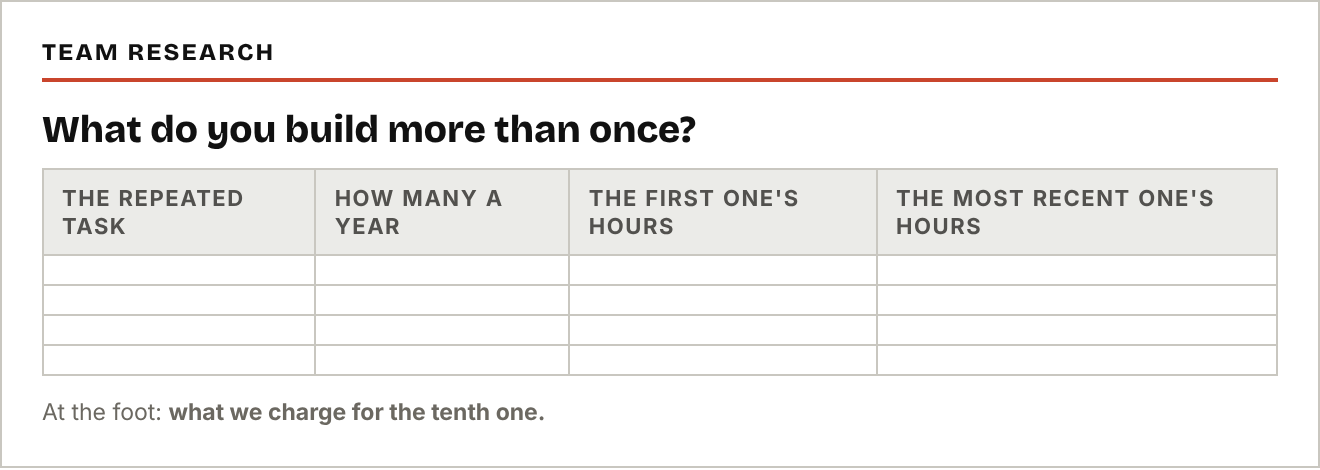 TEAM RESEARCH
What do you build more than once?
THE REPEATED TASK
HOW MANY A YEAR
THE FIRST ONE'S HOURS
THE MOST RECENT ONE'S HOURS
At the foot: what we charge for the tenth one.